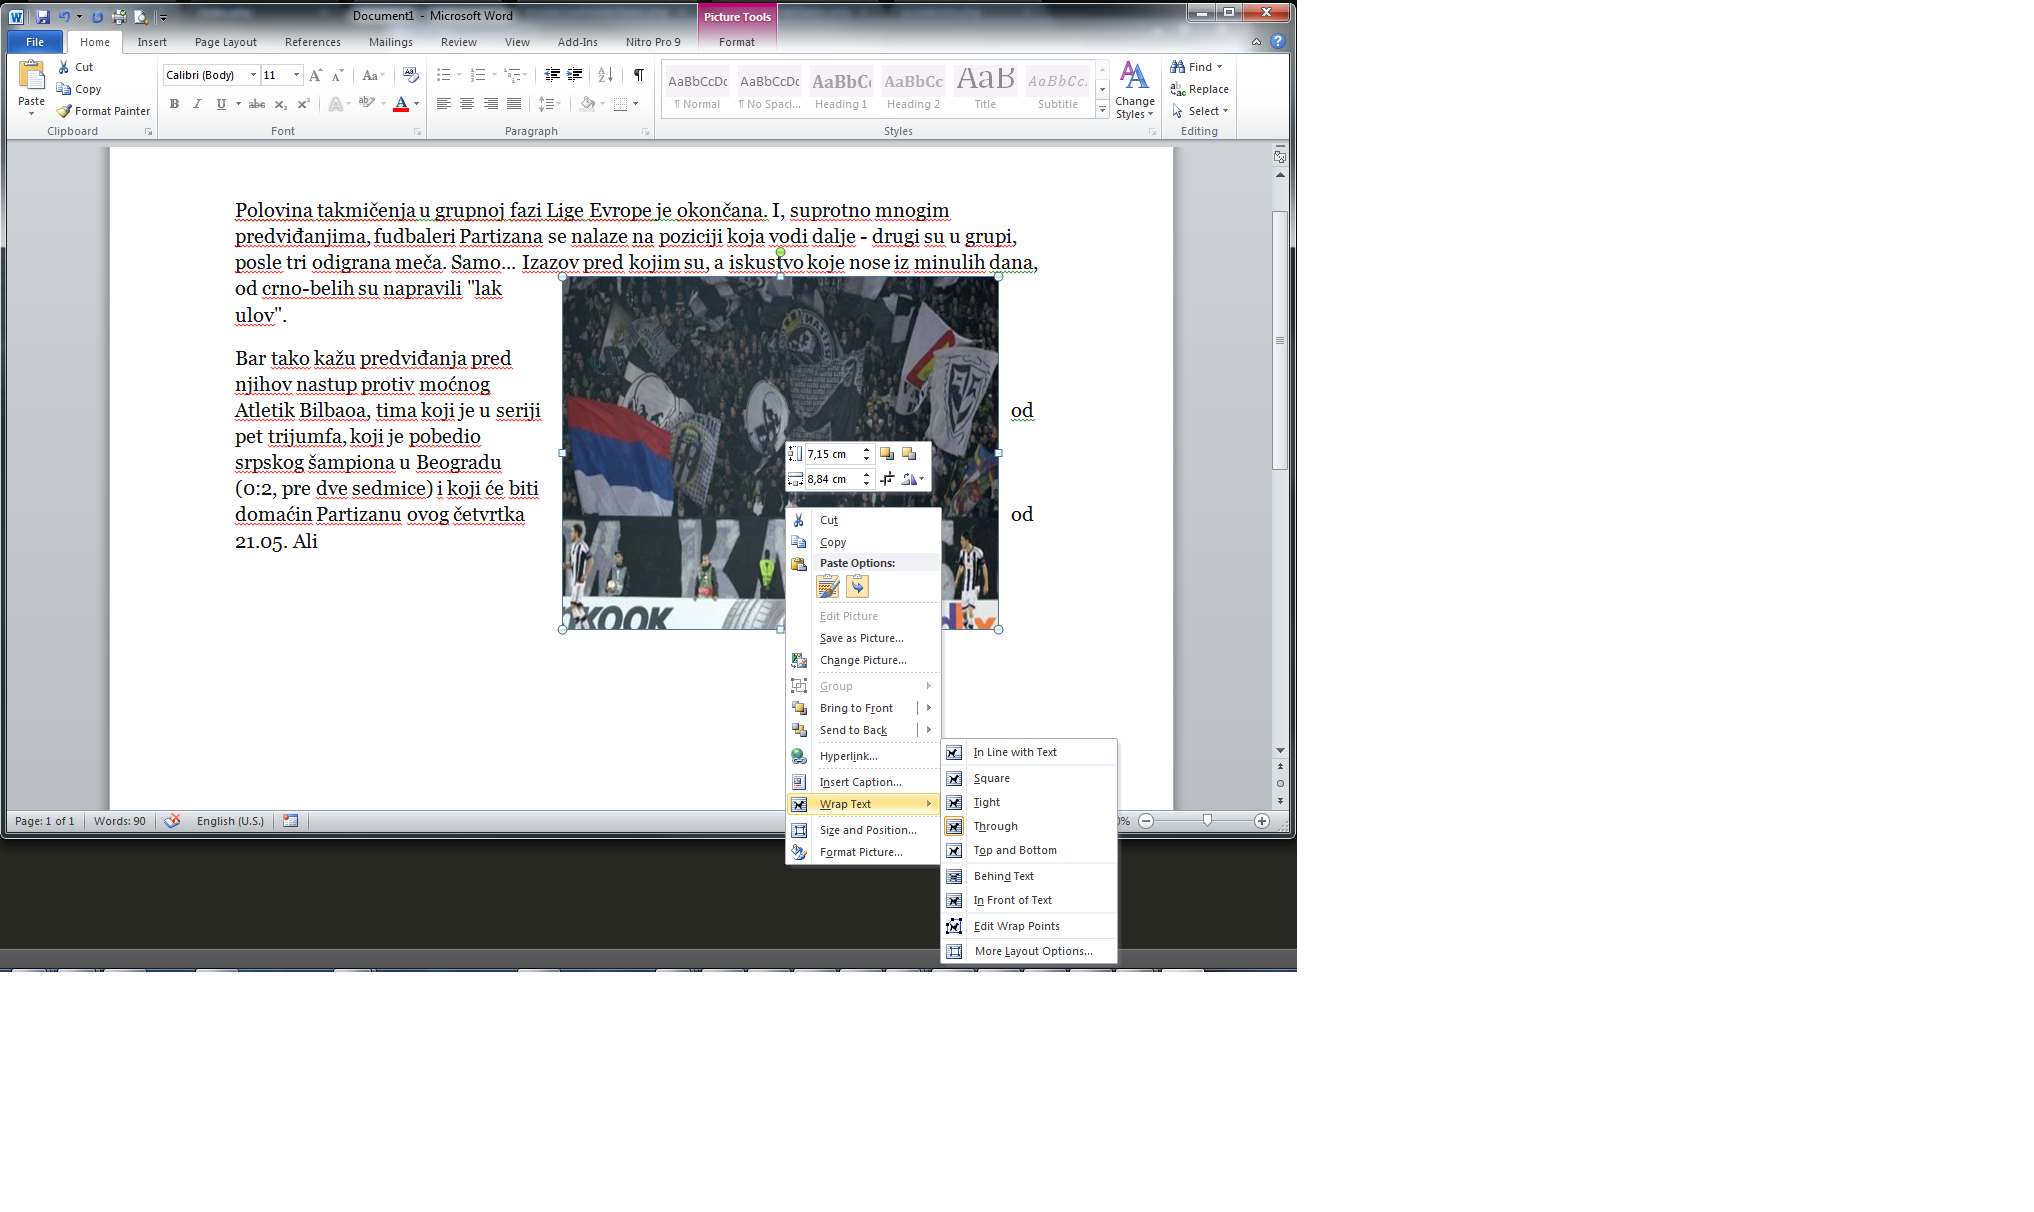 Document1 - Microsoft Word
Picture Tools
File
Home
Insert
Page Layout
References
Mailings
Review
View
Add-Ins
Nitro Pro 9
Format
Paste
Cut
Copy
Format Painter
Clipboard
Calibri (Body)
11
Font
Paragraph
AaBbCcDc
¶ Normal
AaBbCcDc
¶ No Spaci...
AaBbC
Heading 1
AaBbCc
Heading 2
AaB
Title
AaBbCc.
Subtitle
Change Styles
Styles
Find
Replace
Select
Editing
Polovina takmičenja u grupnoj fazi Lige Evrope je okončana. I, suprotno mnogim
predviđanjima, fudbaleri Partizana se nalaze na poziciji koja vodi dalje - drugi su u grupi,
posle tri odigrana meča. Samo... Izazov pred kojim su, a iskustvo koje nose iz minulih dana,
od crno-belih su napravili "lak
ulov".
Bar tako kažu predviđanja pred
njihov nastup protiv moćnog
Atletik Bilbaoa, tima koji je u seriji od
pet trijumfa, koji je pobedio
srpskog šampiona u Beogradu
(0:2, pre dve sedmice) i koji će biti
domaćin Partizanu ovog četvrtka od
21.05. Ali
KOOK
7,15 cm
8,84 cm
Cut
Copy
Paste Options:
Edit Picture
Save as Picture...
Change Picture...
Group
Bring to Front
Send to Back
Hyperlink...
Insert Caption...
Wrap Text
Size and Position...
Format Picture...
In Line with Text
Square
Tight
Through
Top and Bottom
Behind Text
In Front of Text
Edit Wrap Points
More Layout Options...
Page: 1 of 1
Words: 90
English (U.S.)
0%